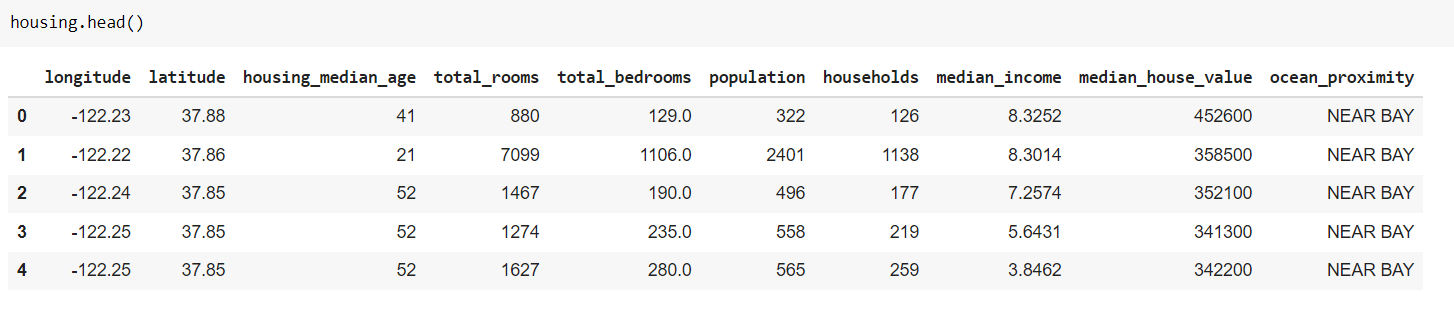 housing.head()
longitude latitude housing_median_age total_rooms total_bedrooms population households median_income median_house_value ocean_proximity
0 -122.23 37.88 41 880 129.0 322 126 8.3252 452600 NEAR BAY
1 -122.22 37.86 21 7099 1106.0 2401 1138 8.3014 358500 NEAR BAY
2 -122.24 37.85 52 1467 190.0 496 177 7.2574 352100 NEAR BAY
3 -122.25 37.85 52 1274 235.0 558 219 5.6431 341300 NEAR BAY
4 -122.25 37.85 52 1627 280.0 565 259 3.8462 342200 NEAR BAY